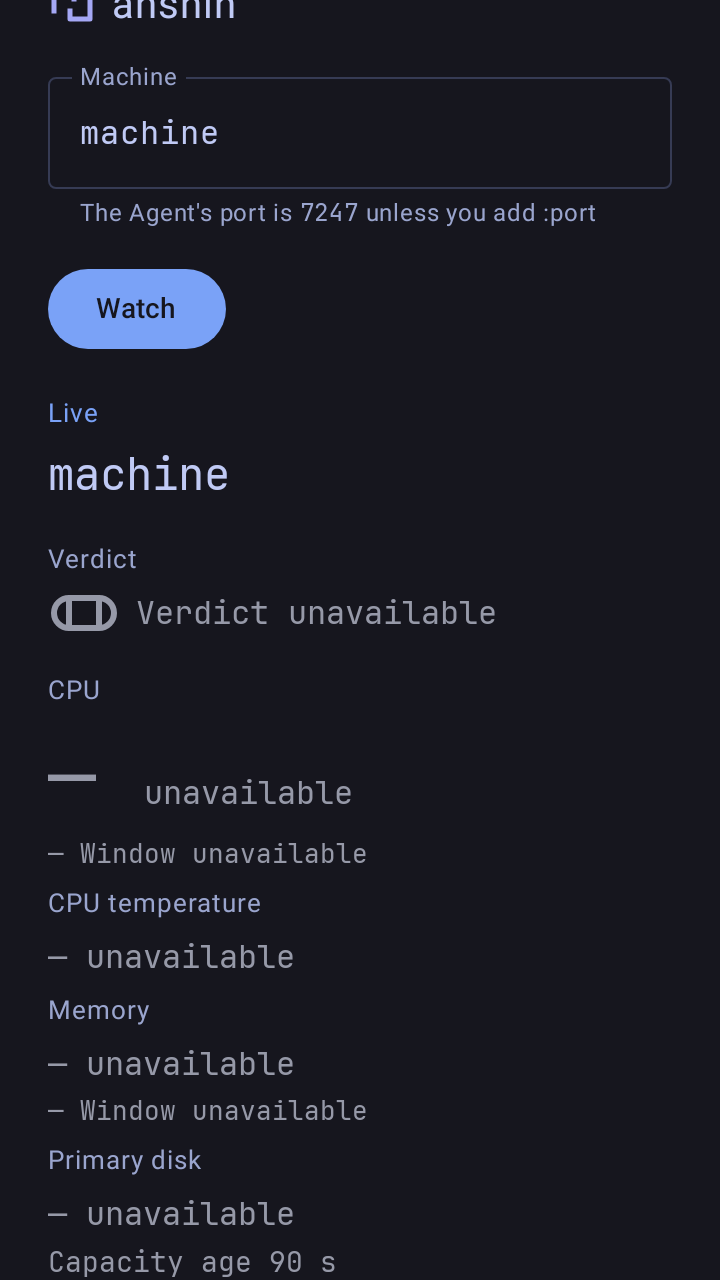 anshin
Machine
machine
The Agent's port is 7247 unless you add :port
Watch
Live
machine
Verdict
Verdict unavailable
CPU
— unavailable
— Window unavailable
CPU temperature
— unavailable
Memory
— unavailable
— Window unavailable
Primary disk
— unavailable
Capacity age 90 s